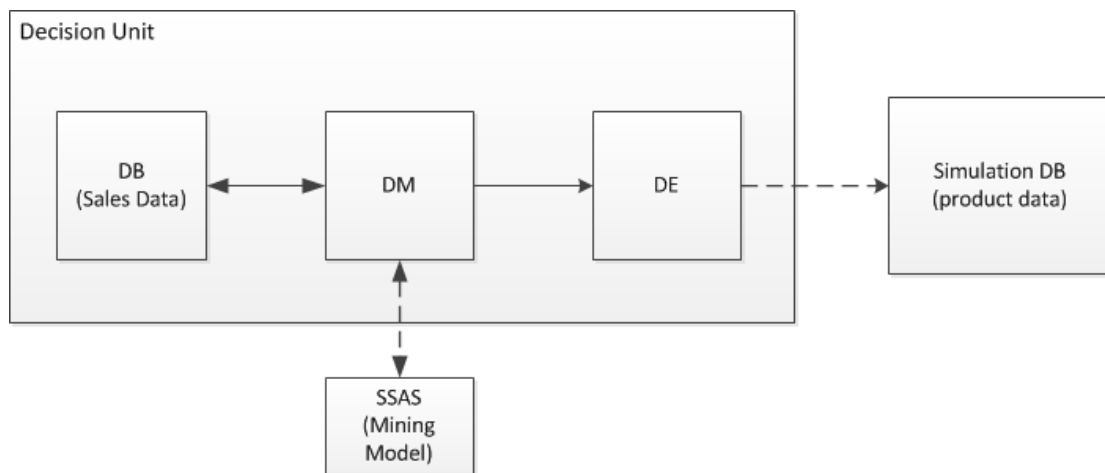 Decision Unit
DB
(Sales Data)
DM
DE
Simulation DB
(product data)
SSAS
(Mining
Model)